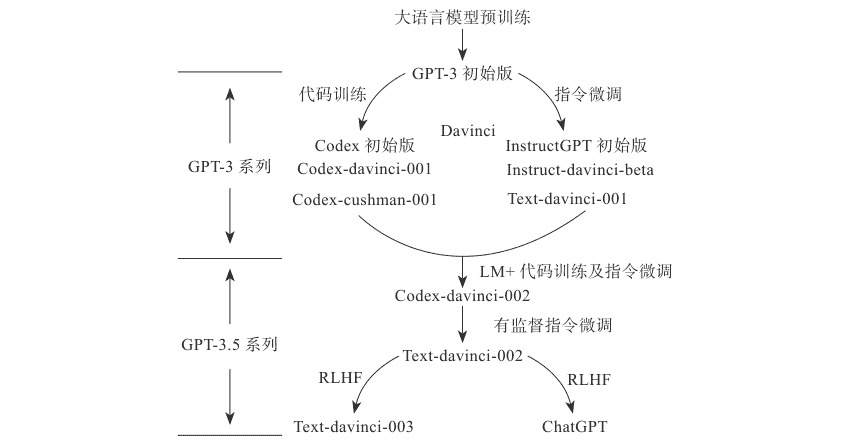 大语言模型预训练
GPT-3 初始版
代码训练
指令微调
Davinci
Codex 初始版
InstructGPT 初始版
Codex-davinci-001
Instruct-davinci-beta
GPT-3 系列
Codex-cushman-001
Text-davinci-001
LM+ 代码训练及指令微调
Codex-davinci-002
有监督指令微调
GPT-3.5 系列
Text-davinci-002
RLHF
RLHF
Text-davinci-003
ChatGPT